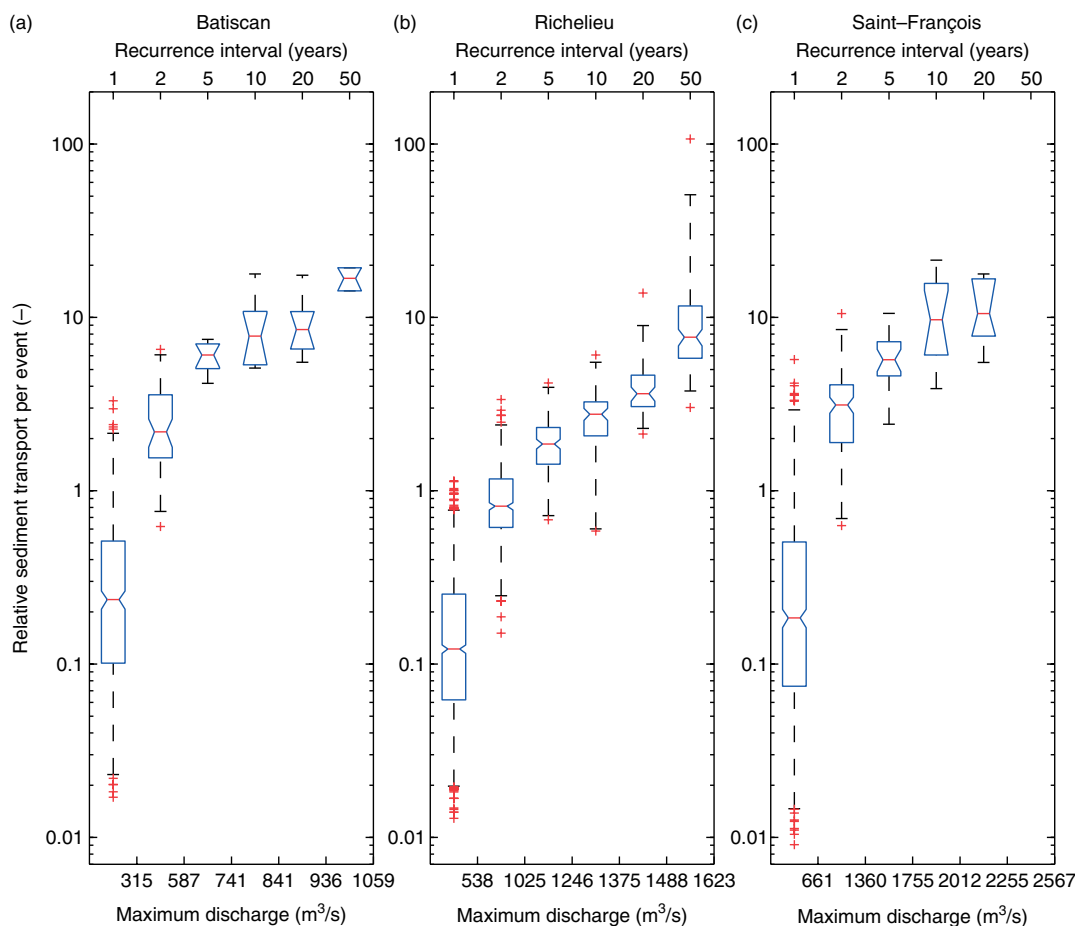 (a) Batiscan
Recurrence interval (years)
1 2 5 10 20 50
(b) Richelieu
Recurrence interval (years)
1 2 5 10 20 50
(c) Saint–François
Recurrence interval (years)
1 2 5 10 20 50
Relative sediment transport per event (–)
100
10
1
0.1
0.01
315 587 741 841 936 1059
Maximum discharge (m³/s)
100
10
1
0.1
0.01
538 1025 1246 1375 1488 1623
Maximum discharge (m³/s)
100
10
1
0.1
0.01
661 1360 1755 2012 2255 2567
Maximum discharge (m³/s)